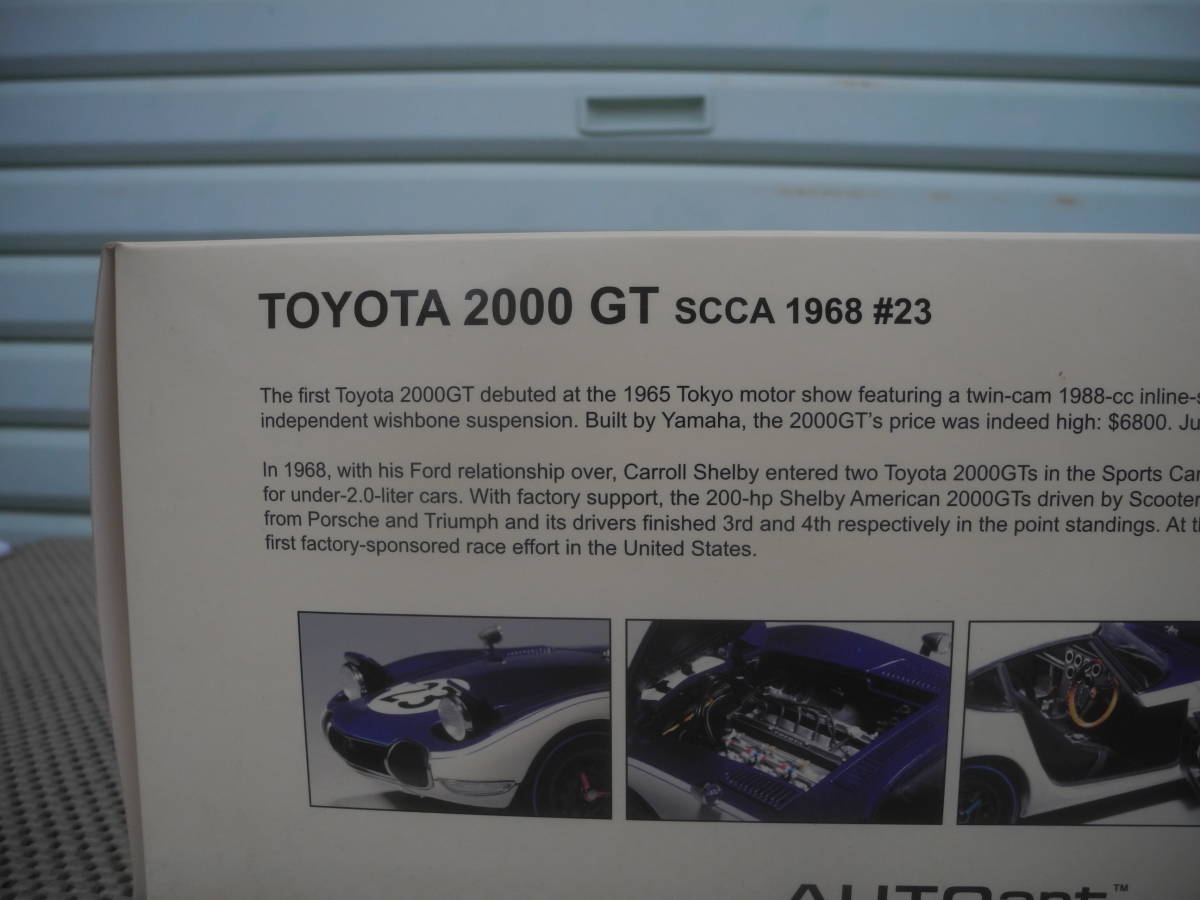 TOYOTA 2000 GT SCCA 1968 #23
The first Toyota 2000GT debuted at the 1965 Tokyo motor show featuring a twin-cam 1988-cc inline-s
independent wishbone suspension. Built by Yamaha, the 2000GT's price was indeed high: $6800. Ju
In 1968, with his Ford relationship over, Carroll Shelby entered two Toyota 2000GTs in the Sports Car
for under-2.0-liter cars. With factory support, the 200-hp Shelby American 2000GTs driven by Scooter
from Porsche and Triumph and its drivers finished 3rd and 4th respectively in the point standings. At th
first factory-sponsored race effort in the United States.
23
AUTOart™